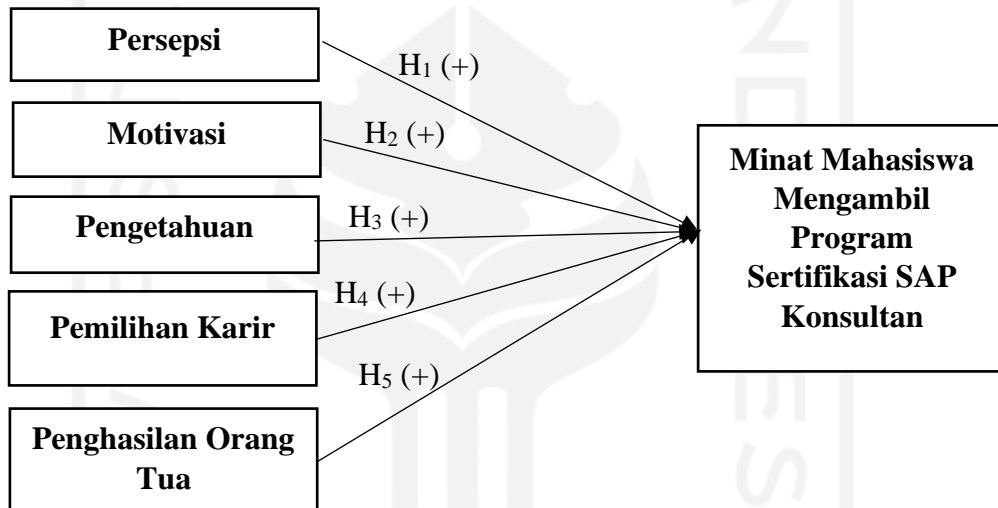 Persepsi
H₁ (+)
Motivasi
H₂ (+)
Pengetahuan
H₃ (+)
Pemilihan Karir
H₄ (+)
Penghasilan Orang
Tua
H₅ (+)
Minat Mahasiswa
Mengambil
Program
Sertifikasi SAP
Konsultan